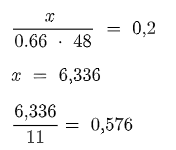 x / 0.66 · 48 = 0,2
x = 6,336
6,336 / 11 = 0,576